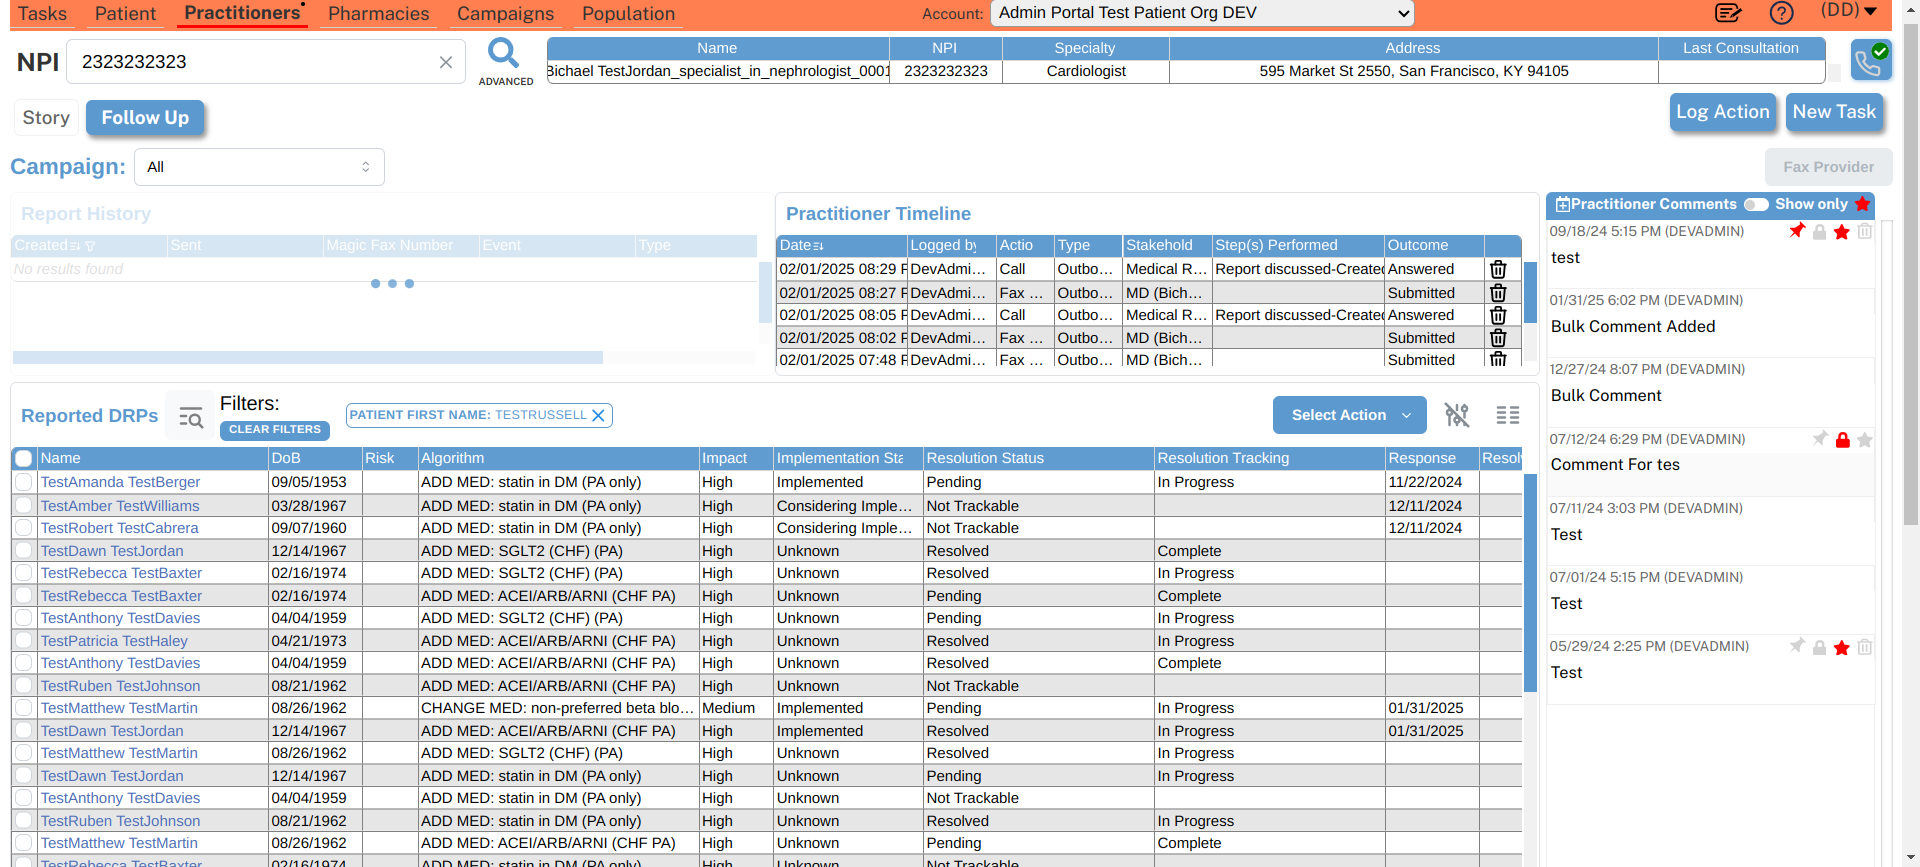 Tasks Patient Practitioners Pharmacies Campaigns Population Account: Admin Portal Test Patient Org DEV (DD)
NPI 2323232323 ADVANCED
Name NPI Specialty Address Last Consultation
Bichael TestJordan_specialist_in_nephrologist_0001 2323232323 Cardiologist 595 Market St 2550, San Francisco, KY 94105
Story Follow Up Log Action New Task
Campaign: All Fax Provider
Report History
Created Sent Magic Fax Number Event Type
No results found
Practitioner Timeline
Date Logged by Actio Type Stakehold Step(s) Performed Outcome
02/01/2025 08:29 P DevAdmi… Call Outbo… Medical R… Report discussed-Created Answered
02/01/2025 08:27 P DevAdmi… Fax … Outbo… MD (Bich… Submitted
02/01/2025 08:05 P DevAdmi… Call Outbo… Medical R… Report discussed-Created Answered
02/01/2025 08:02 P DevAdmi… Fax … Outbo… MD (Bich… Submitted
02/01/2025 07:48 P DevAdmi… Fax … Outbo… MD (Bich… Submitted
Practitioner Comments Show only
09/18/24 5:15 PM (DEVADMIN)
test
01/31/25 6:02 PM (DEVADMIN)
Bulk Comment Added
12/27/24 8:07 PM (DEVADMIN)
Bulk Comment
07/12/24 6:29 PM (DEVADMIN)
Comment For tes
07/11/24 3:03 PM (DEVADMIN)
Test
07/01/24 5:15 PM (DEVADMIN)
Test
05/29/24 2:25 PM (DEVADMIN)
Test
Reported DRPs Filters: CLEAR FILTERS PATIENT FIRST NAME: TESTRUSSELL Select Action
Name DoB Risk Algorithm Impact Implementation Sta Resolution Status Resolution Tracking Response Resolv
TestAmanda TestBerger 09/05/1953 ADD MED: statin in DM (PA only) High Implemented Pending In Progress 11/22/2024
TestAmber TestWilliams 03/28/1967 ADD MED: statin in DM (PA only) High Considering Imple… Not Trackable 12/11/2024
TestRobert TestCabrera 09/07/1960 ADD MED: statin in DM (PA only) High Considering Imple… Not Trackable 12/11/2024
TestDawn TestJordan 12/14/1967 ADD MED: SGLT2 (CHF) (PA) High Unknown Resolved Complete
TestRebecca TestBaxter 02/16/1974 ADD MED: SGLT2 (CHF) (PA) High Unknown Resolved In Progress
TestRebecca TestBaxter 02/16/1974 ADD MED: ACEI/ARB/ARNI (CHF PA) High Unknown Pending Complete
TestAnthony TestDavies 04/04/1959 ADD MED: SGLT2 (CHF) (PA) High Unknown Pending In Progress
TestPatricia TestHaley 04/21/1973 ADD MED: ACEI/ARB/ARNI (CHF PA) High Unknown Resolved In Progress
TestAnthony TestDavies 04/04/1959 ADD MED: ACEI/ARB/ARNI (CHF PA) High Unknown Resolved Complete
TestRuben TestJohnson 08/21/1962 ADD MED: ACEI/ARB/ARNI (CHF PA) High Unknown Not Trackable
TestMatthew TestMartin 08/26/1962 CHANGE MED: non-preferred beta blo… Medium Implemented Pending In Progress 01/31/2025
TestDawn TestJordan 12/14/1967 ADD MED: ACEI/ARB/ARNI (CHF PA) High Implemented Resolved In Progress 01/31/2025
TestMatthew TestMartin 08/26/1962 ADD MED: SGLT2 (CHF) (PA) High Unknown Resolved In Progress
TestDawn TestJordan 12/14/1967 ADD MED: statin in DM (PA only) High Unknown Pending In Progress
TestAnthony TestDavies 04/04/1959 ADD MED: statin in DM (PA only) High Unknown Not Trackable
TestRuben TestJohnson 08/21/1962 ADD MED: statin in DM (PA only) High Unknown Resolved In Progress
TestMatthew TestMartin 08/26/1962 ADD MED: ACEI/ARB/ARNI (CHF PA) High Unknown Pending Complete
TestRebecca TestBaxter 02/16/1974 ADD MED: statin in DM (PA only) High Unknown Not Trackable